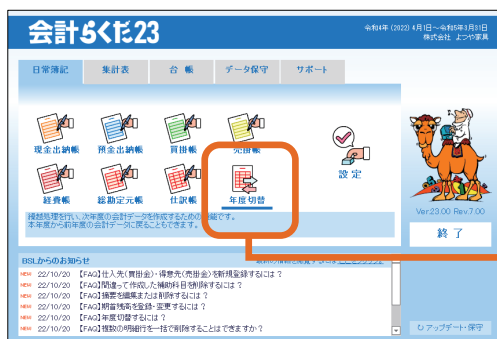 会計らくだ23
令和4年 (2022) 4月1日～令和5年3月31日
株式会社 よつや家具
日常簿記 集計表 台 帳 データ保守 サポート
現金出納帳 預金出納帳 買掛帳 売掛帳
設 定
経費帳 総勘定元帳 仕訳帳 年度切替
繰越処理を行い、次年度の会計データを作成するための機能です。
本年度から前年度の会計データに戻ることもできます。
Ver:23.00 Rev:7.00
終 了
BSLからのお知らせ
NEW 22/10/20 【FAQ】仕入先(買掛金)・得意先(売掛金)を新規登録するには？
NEW 22/10/20 【FAQ】間違って作成した補助科目を削除するには？
NEW 22/10/20 【FAQ】摘要を編集または削除するには？
NEW 22/10/20 【FAQ】期首残高を登録・変更するには？
NEW 22/10/20 【FAQ】年度切替するには？
NEW 22/10/20 【FAQ】複数の明細行を一括で削除することはできますか？
アップデート・保守